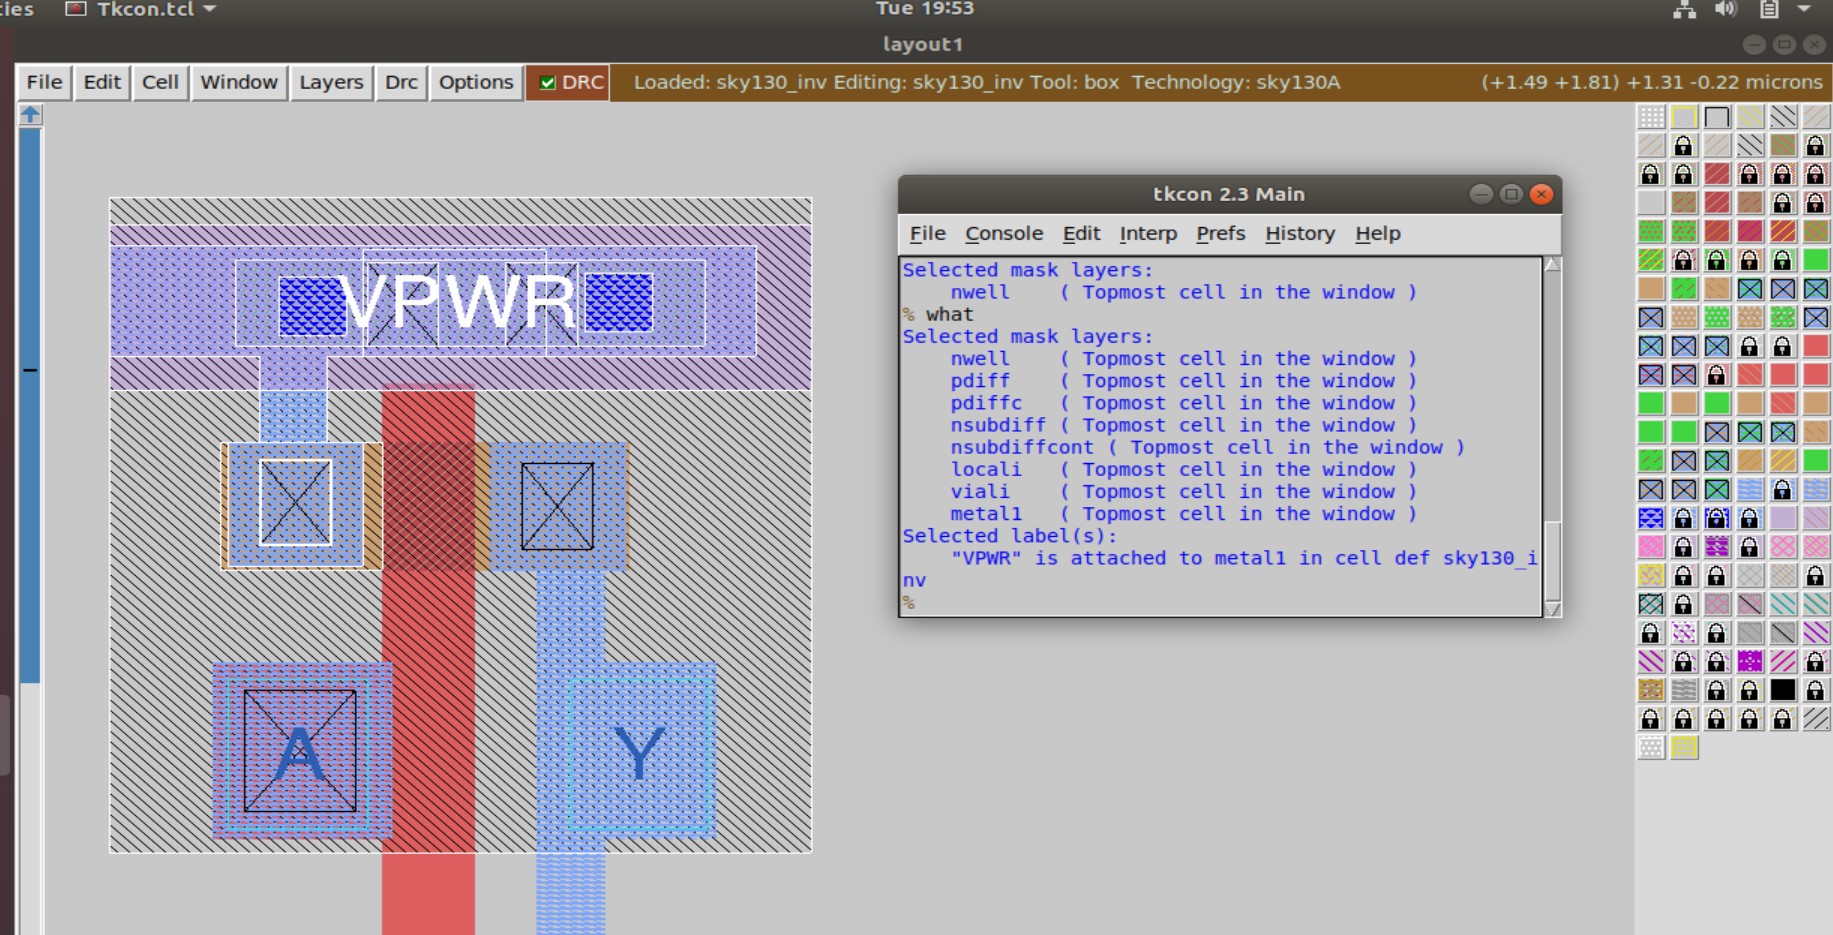 ties Tkcon.tcl Tue 19:53
layout1
File Edit Cell Window Layers Drc Options DRC Loaded: sky130_inv Editing: sky130_inv Tool: box Technology: sky130A (+1.49 +1.81) +1.31 -0.22 microns
VPWR
A
Y
tkcon 2.3 Main
File Console Edit Interp Prefs History Help
Selected mask layers:
nwell ( Topmost cell in the window )
% what
Selected mask layers:
nwell ( Topmost cell in the window )
pdiff ( Topmost cell in the window )
pdiffc ( Topmost cell in the window )
nsubdiff ( Topmost cell in the window )
nsubdiffcont ( Topmost cell in the window )
locali ( Topmost cell in the window )
viali ( Topmost cell in the window )
metal1 ( Topmost cell in the window )
Selected label(s):
"VPWR" is attached to metal1 in cell def sky130_i
nv
%